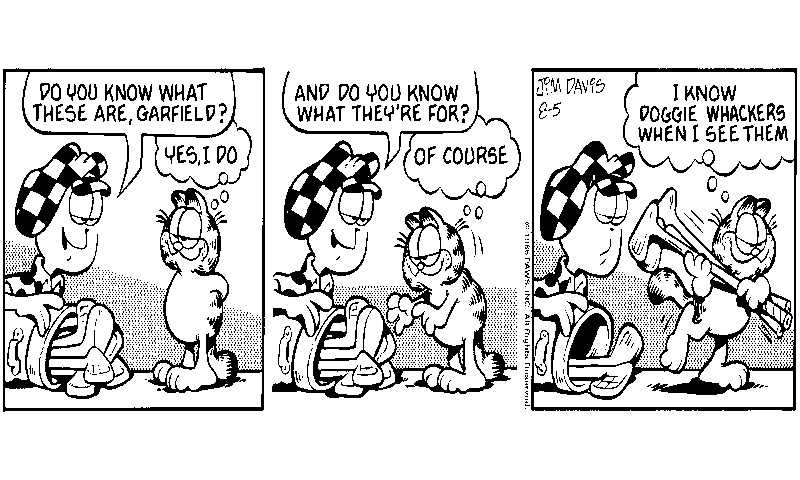 DO YOU KNOW WHAT
THESE ARE, GARFIELD?
YES, I DO
AND DO YOU KNOW
WHAT THEY'RE FOR?
OF COURSE
JIM DAVIS
8-5
I KNOW
DOGGIE WHACKERS
WHEN I SEE THEM